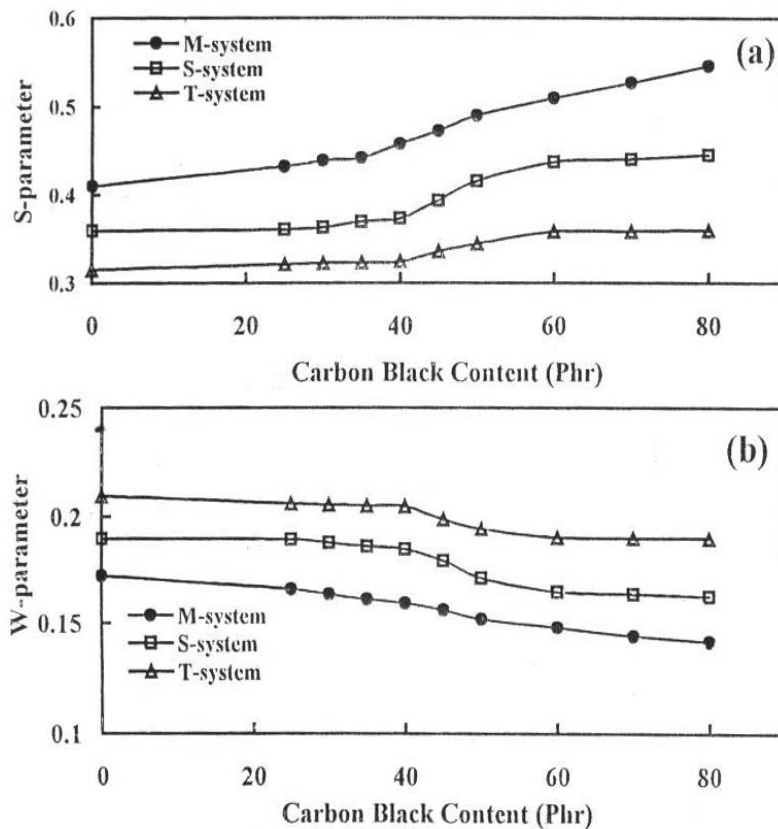 0.6
M-system
S-system
T-system
(a)
0.5
0.4
0.3
S-parameter
0 20 40 60 80
Carbon Black Content (Phr)
0.25
(b)
0.2
0.15
0.1
W-parameter
M-system
S-system
T-system
0 20 40 60 80
Carbon Black Content (Phr)